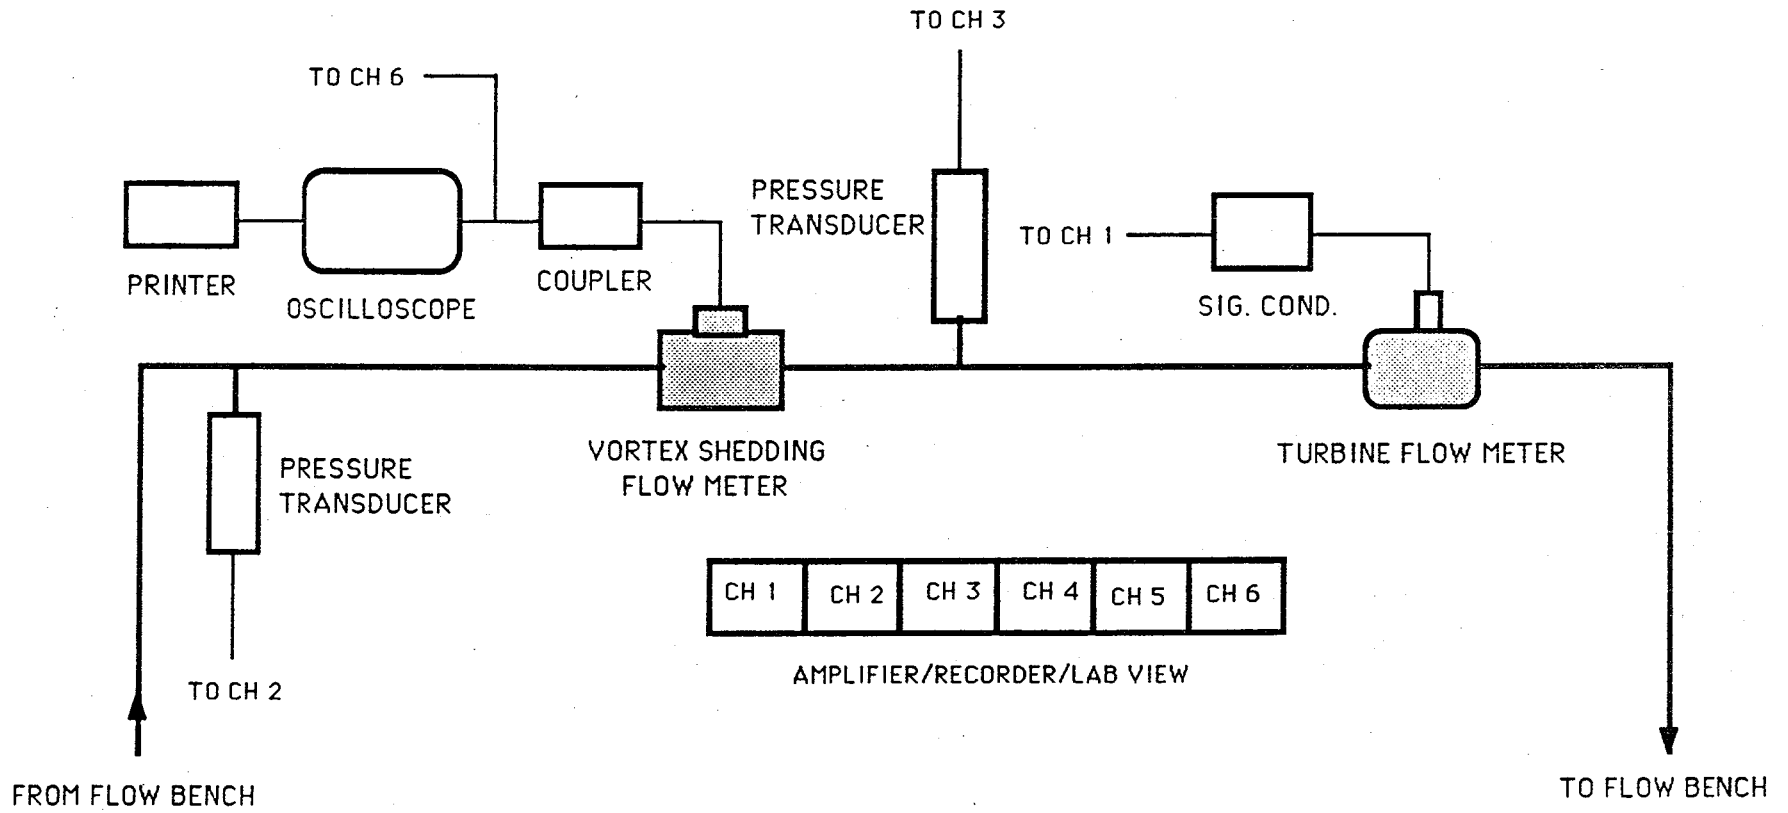 TO CH 3
TO CH 6
PRESSURE
TRANSDUCER
TO CH 1
PRINTER
OSCILLOSCOPE
COUPLER
SIG. COND.
PRESSURE
TRANSDUCER
VORTEX SHEDDING
FLOW METER
TURBINE FLOW METER
CH 1 CH 2 CH 3 CH 4 CH 5 CH 6
AMPLIFIER/RECORDER/LAB VIEW
TO CH 2
FROM FLOW BENCH
TO FLOW BENCH